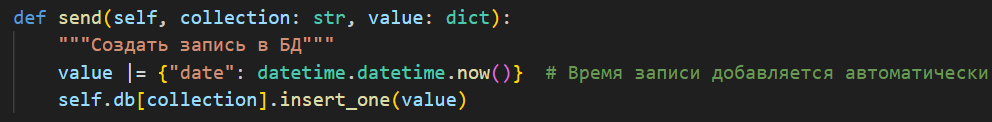 def send(self, collection: str, value: dict):
    """Создать запись в БД"""
    value |= {"date": datetime.datetime.now()}  # Время записи добавляется автоматически
    self.db[collection].insert_one(value)